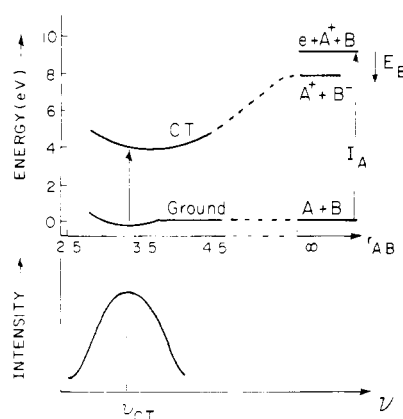 ENERGY (eV)
10
8
6
4
2
0
e+A⁺+B
A⁺+B⁻
E_B
I_A
CT
Ground
A+B
2 5
3 5
4 5
∞
r_AB
INTENSITY
ν_CT
ν